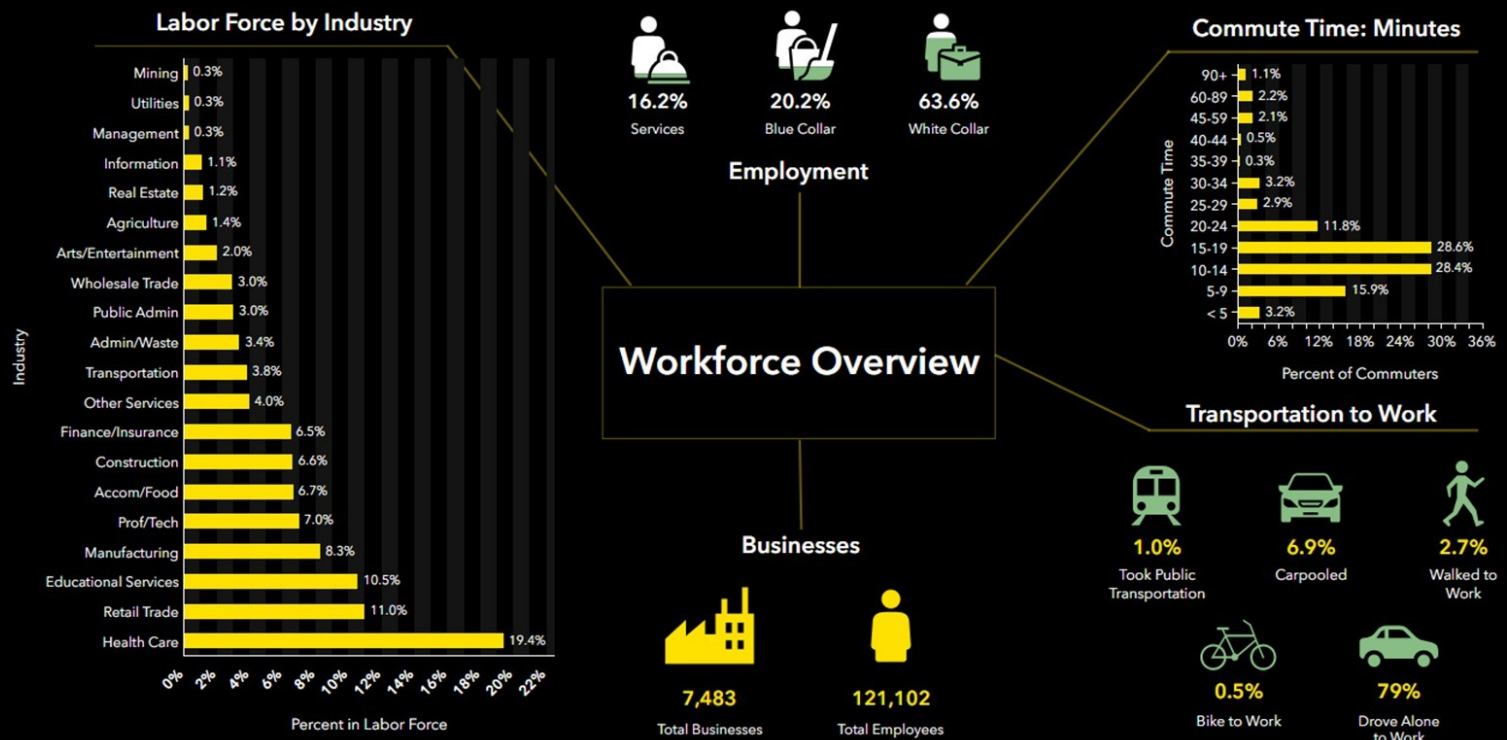 Labor Force by Industry
Industry
Mining 0.3%
Utilities 0.3%
Management 0.3%
Information 1.1%
Real Estate 1.2%
Agriculture 1.4%
Arts/Entertainment 2.0%
Wholesale Trade 3.0%
Public Admin 3.0%
Admin/Waste 3.4%
Transportation 3.8%
Other Services 4.0%
Finance/Insurance 6.5%
Construction 6.6%
Accom/Food 6.7%
Prof/Tech 7.0%
Manufacturing 8.3%
Educational Services 10.5%
Retail Trade 11.0%
Health Care 19.4%
0% 2% 4% 6% 8% 10% 12% 14% 16% 18% 20% 22%
Percent in Labor Force
16.2% 20.2% 63.6%
Services Blue Collar White Collar
Employment
Workforce Overview
Businesses
7,483 121,102
Total Businesses Total Employees
Commute Time: Minutes
Commute Time
90+ 1.1%
60-89 2.2%
45-59 2.1%
40-44 0.5%
35-39 0.3%
30-34 3.2%
25-29 2.9%
20-24 11.8%
15-19 28.6%
10-14 28.4%
5-9 15.9%
< 5 3.2%
0% 6% 12% 18% 24% 30% 36%
Percent of Commuters
Transportation to Work
1.0% 6.9% 2.7%
Took Public Carpooled Walked to
Transportation Work
0.5% 79%
Bike to Work Drove Alone
to Work